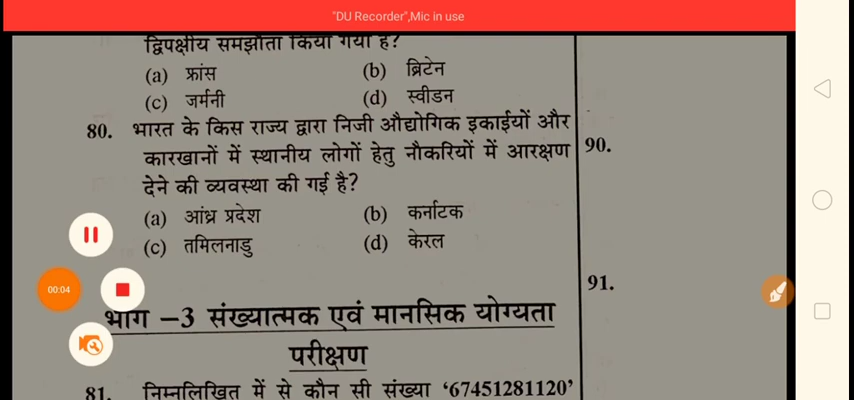 "DU Recorder",Mic in use
द्विपक्षीय समझौता किया गया है?
(a) फ्रांस (b) ब्रिटेन
(c) जर्मनी (d) स्वीडन
80. भारत के किस राज्य द्वारा निजी औद्योगिक इकाईयों और
कारखानों में स्थानीय लोगों हेतु नौकरियों में आरक्षण
देने की व्यवस्था की गई है?
(a) आंध्र प्रदेश (b) कर्नाटक
(c) तमिलनाडु (d) केरल
भाग –3 संख्यात्मक एवं मानसिक योग्यता
परीक्षण
81. निम्नलिखित में से कौन सी संख्या ‘67451281120’
90.
91.
00:04